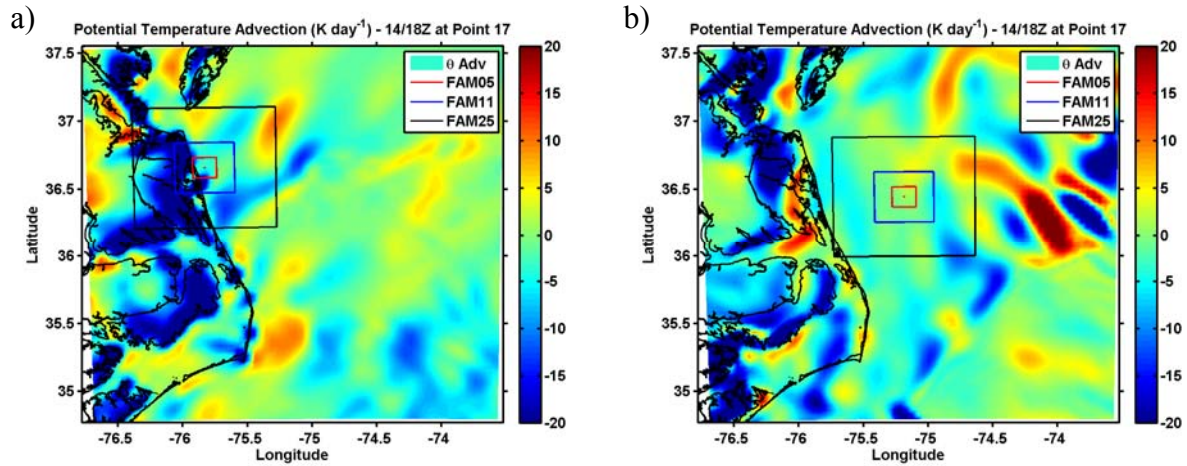 a)
Potential Temperature Advection (K day⁻¹) - 14/18Z at Point 17
37.5
37
36.5
36
35.5
35
Latitude
-76.5
-76
-75.5
-75
-74.5
-74
Longitude
θ Adv
FAM05
FAM11
FAM25
20
15
10
5
0
-5
-10
-15
-20
b)
Potential Temperature Advection (K day⁻¹) - 14/18Z at Point 17
37.5
37
36.5
36
35.5
35
Latitude
-76.5
-76
-75.5
-75
-74.5
-74
Longitude
θ Adv
FAM05
FAM11
FAM25
20
15
10
5
0
-5
-10
-15
-20